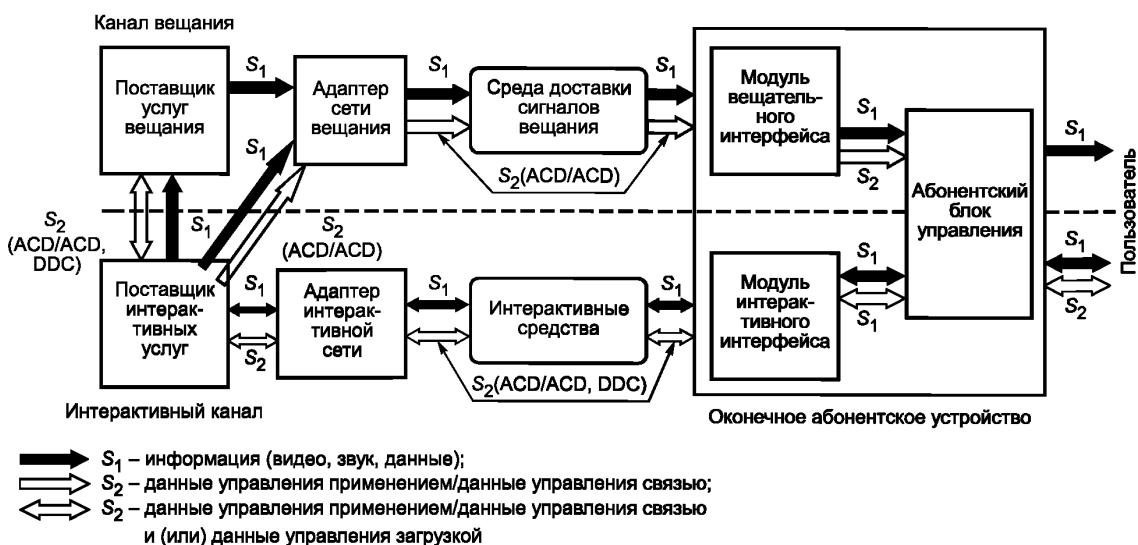 Канал вещания
Поставщик
услуг
вещания
S1
Адаптер
сети
вещания
S1
Среда доставки
сигналов
вещания
S1
Модуль
вещатель-
ного
интерфейса
S1
S2
S1
S1
S2(ACD/ACD)
Абонентский
блок
управления
Пользователь
S2
(ACD/ACD,
DDC)
S1
S2
(ACD/ACD)
Поставщик
интерак-
тивных
услуг
S1
S2
Адаптер
интерак-
тивной
сети
S1
Интерактивные
средства
S1
Модуль
интерак-
тивного
интерфейса
S1
S1
S1
S2
S2(ACD/ACD, DDC)
Интерактивный канал
Оконечное абонентское устройство
S1 – информация (видео, звук, данные);
S2 – данные управления применением/данные управления связью;
S2 – данные управления применением/данные управления связью
и (или) данные управления загрузкой